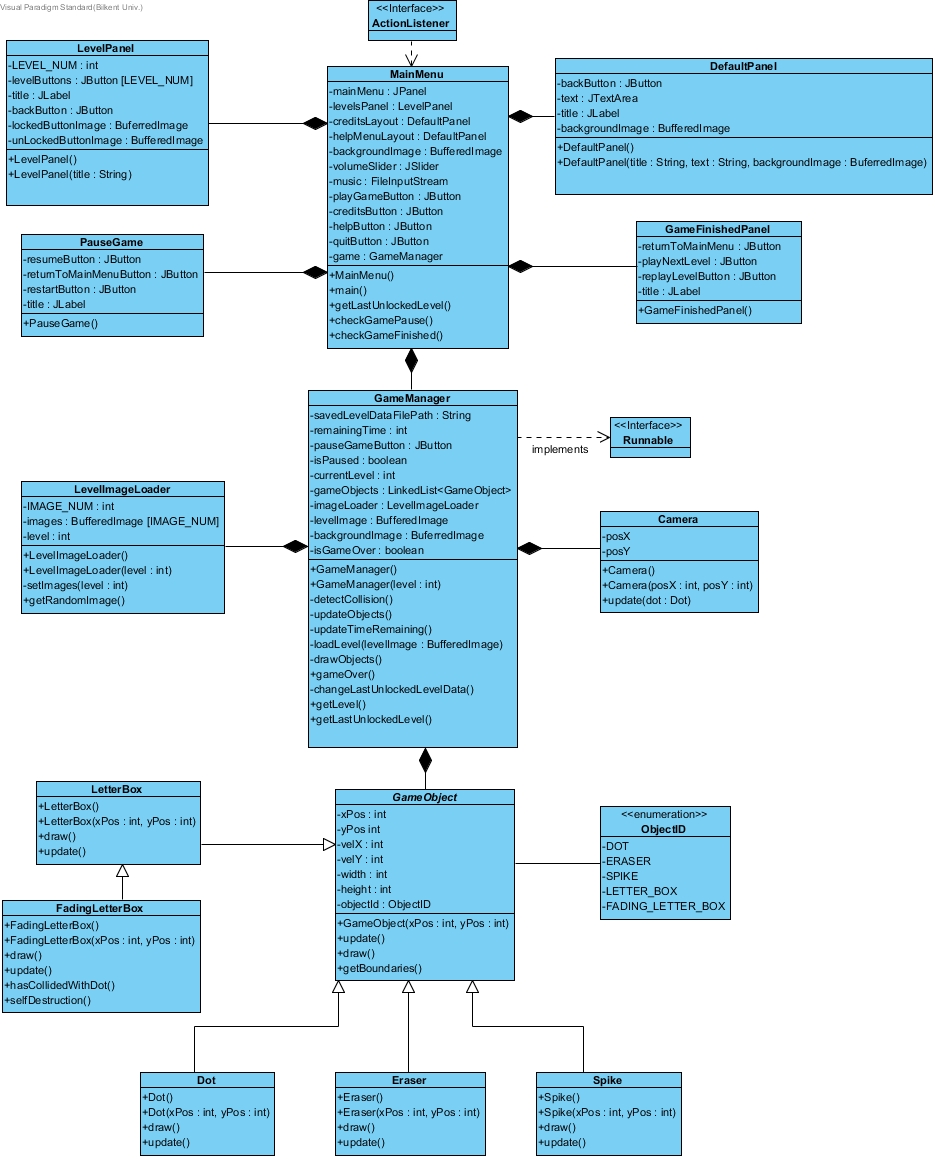 Visual Paradigm Standard(Bilkent Univ.)
<<Interface>>
ActionListener
LevelPanel
-LEVEL_NUM : int
-levelButtons : JButton [LEVEL_NUM]
-title : JLabel
-backButton : JButton
-lockedButtonImage : BuferredImage
-unLockedButtonImage : BufferedImage
+LevelPanel()
+LevelPanel(title : String)
MainMenu
-mainMenu : JPanel
-levelsPanel : LevelPanel
-creditsLayout : DefaultPanel
-helpMenuLayout : DefaultPanel
-backgroundImage : BufferedImage
-volumeSlider : JSlider
-music : FileInputStream
-playGameButton : JButton
-creditsButton : JButton
-helpButton : JButton
-quitButton : JButton
-game : GameManager
+MainMenu()
+main()
+getLastUnlockedLevel()
+checkGamePause()
+checkGameFinished()
DefaultPanel
-backButton : JButton
-text : JTextArea
-title : JLabel
-backgroundImage : BufferedImage
+DefaultPanel()
+DefaultPanel(title : String, text : String, backgroundImage : BuferredImage)
PauseGame
-resumeButton : JButton
-returnToMainMenuButton : JButton
-restartButton : JButton
-title : JLabel
+PauseGame()
GameFinishedPanel
-returnToMainMenu : JButton
-playNextLevel : JButton
-replayLevelButton : JButton
-title : JLabel
+GameFinishedPanel()
GameManager
-savedLevelDataFilePath : String
-remainingTime : int
-pauseGameButton : JButton
-isPaused : boolean
-currentLevel : int
-gameObjects : LinkedList<GameObject>
-imageLoader : LevelImageLoader
-levelImage : BufferedImage
-backgroundImage : BuferredImage
-isGameOver : boolean
+GameManager()
+GameManager(level : int)
-detectCollision()
-updateObjects()
-updateTimeRemaining()
-loadLevel(levelImage : BufferedImage)
-drawObjects()
+gameOver()
-changeLastUnlockedLevelData()
+getLevel()
+getLastUnlockedLevel()
implements
<<Interface>>
Runnable
LevelImageLoader
-IMAGE_NUM : int
-images : BufferedImage [IMAGE_NUM]
-level : int
+LevelImageLoader()
+LevelImageLoader(level : int)
-setImages(level : int)
+getRandomImage()
Camera
-posX
-posY
+Camera()
+Camera(posX : int, posY : int)
+update(dot : Dot)
LetterBox
+LetterBox()
+LetterBox(xPos : int, yPos : int)
+draw()
+update()
GameObject
-xPos : int
-yPos int
-velX : int
-velY : int
-width : int
-height : int
-objectId : ObjectID
+GameObject(xPos : int, yPos : int)
+update()
+draw()
+getBoundaries()
<<enumeration>>
ObjectID
-DOT
-ERASER
-SPIKE
-LETTER_BOX
-FADING_LETTER_BOX
FadingLetterBox
+FadingLetterBox()
+FadingLetterBox(xPos : int, yPos : int)
+draw()
+update()
+hasCollidedWithDot()
+selfDestruction()
Dot
+Dot()
+Dot(xPos : int, yPos : int)
+draw()
+update()
Eraser
+Eraser()
+Eraser(xPos : int, yPos : int)
+draw()
+update()
Spike
+Spike()
+Spike(xPos : int, yPos : int)
+draw()
+update()